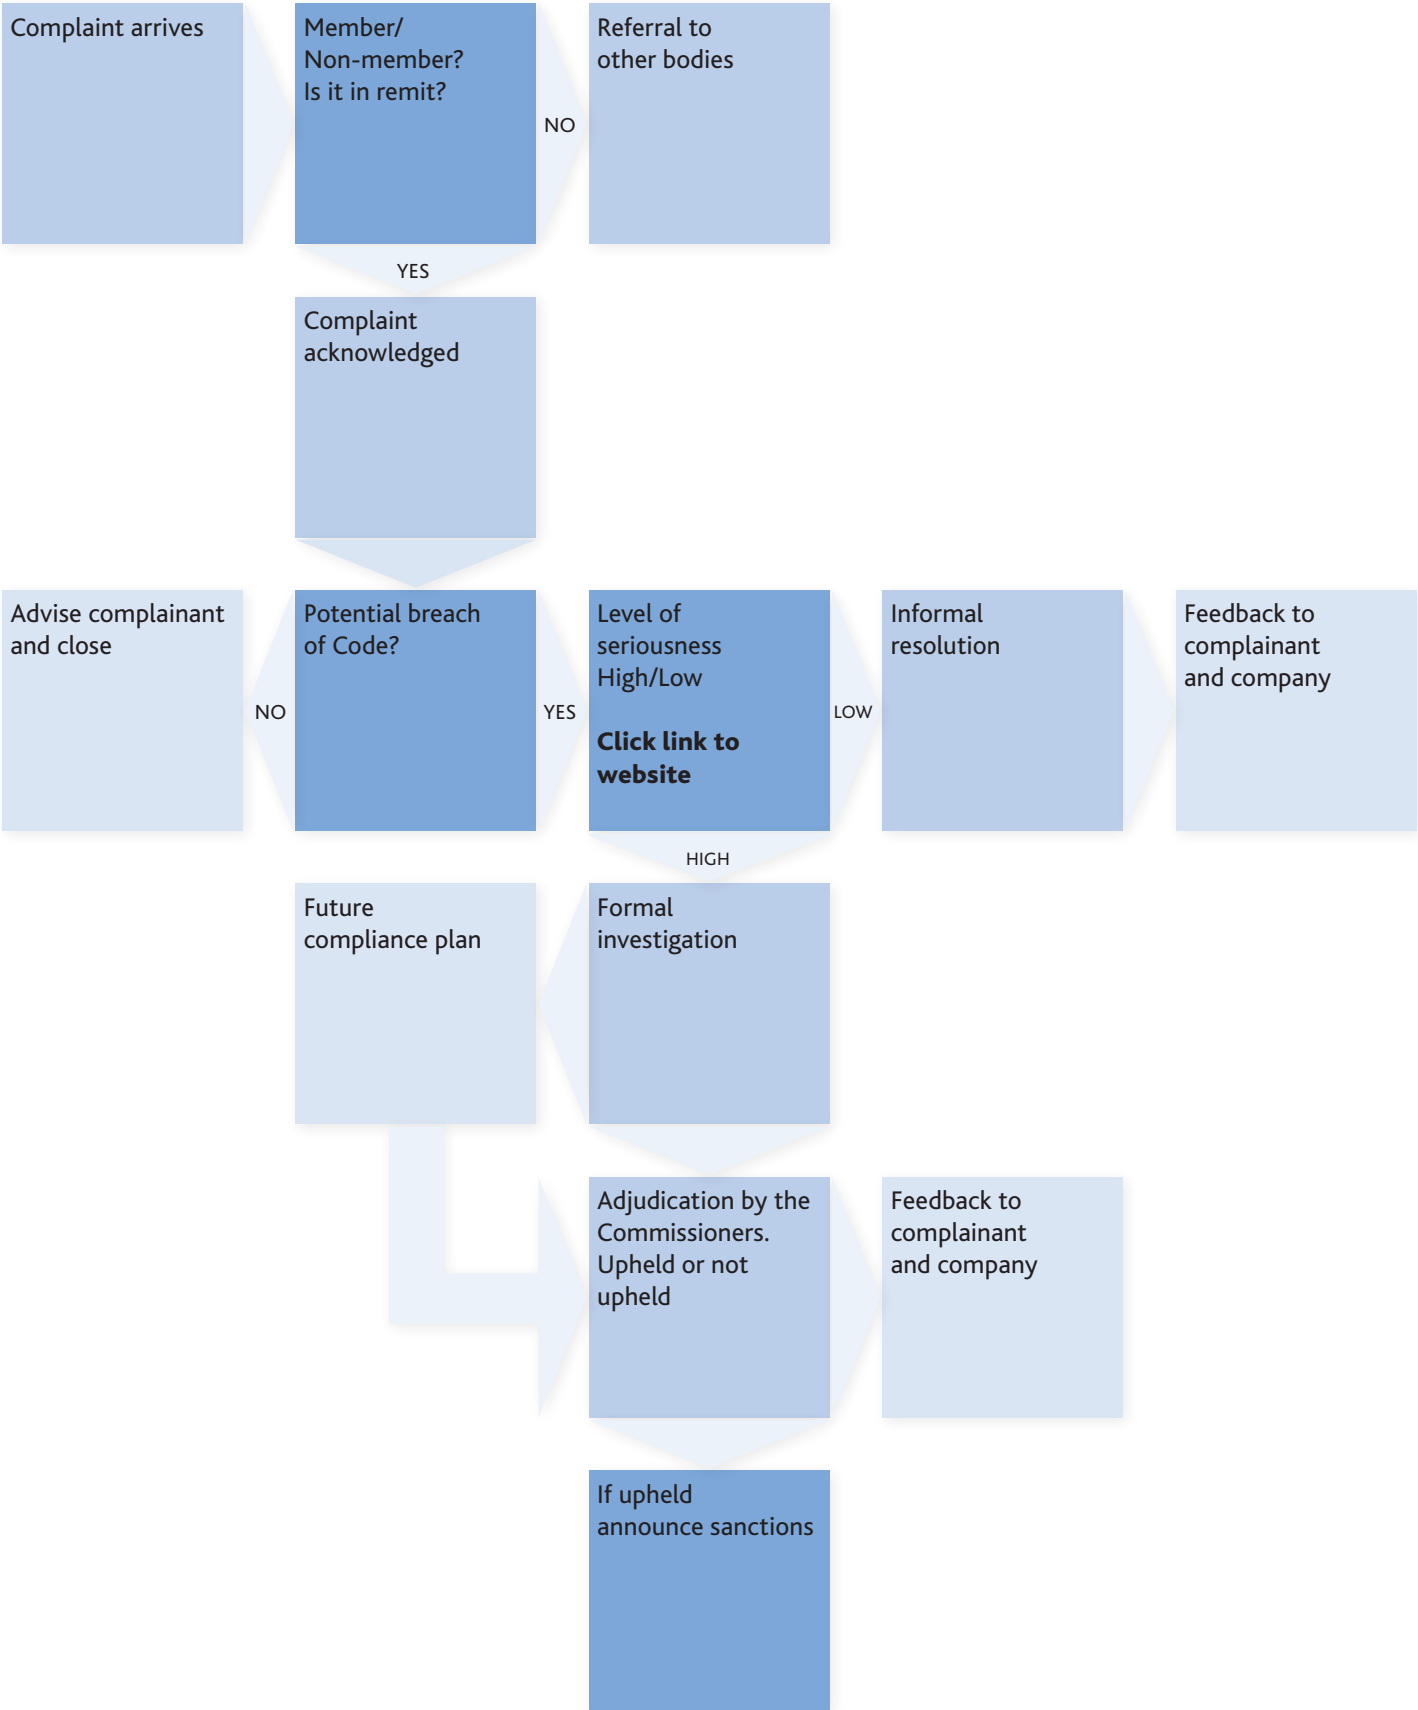 Complaint arrives
Member/
Non-member?
Is it in remit?
NO
Referral to
other bodies
YES
Complaint
acknowledged
Advise complainant
and close
NO
Potential breach
of Code?
YES
Level of
seriousness
High/Low
Click link to
website
LOW
Informal
resolution
Feedback to
complainant
and company
HIGH
Future
compliance plan
Formal
investigation
Adjudication by the
Commissioners.
Upheld or not
upheld
Feedback to
complainant
and company
If upheld
announce sanctions